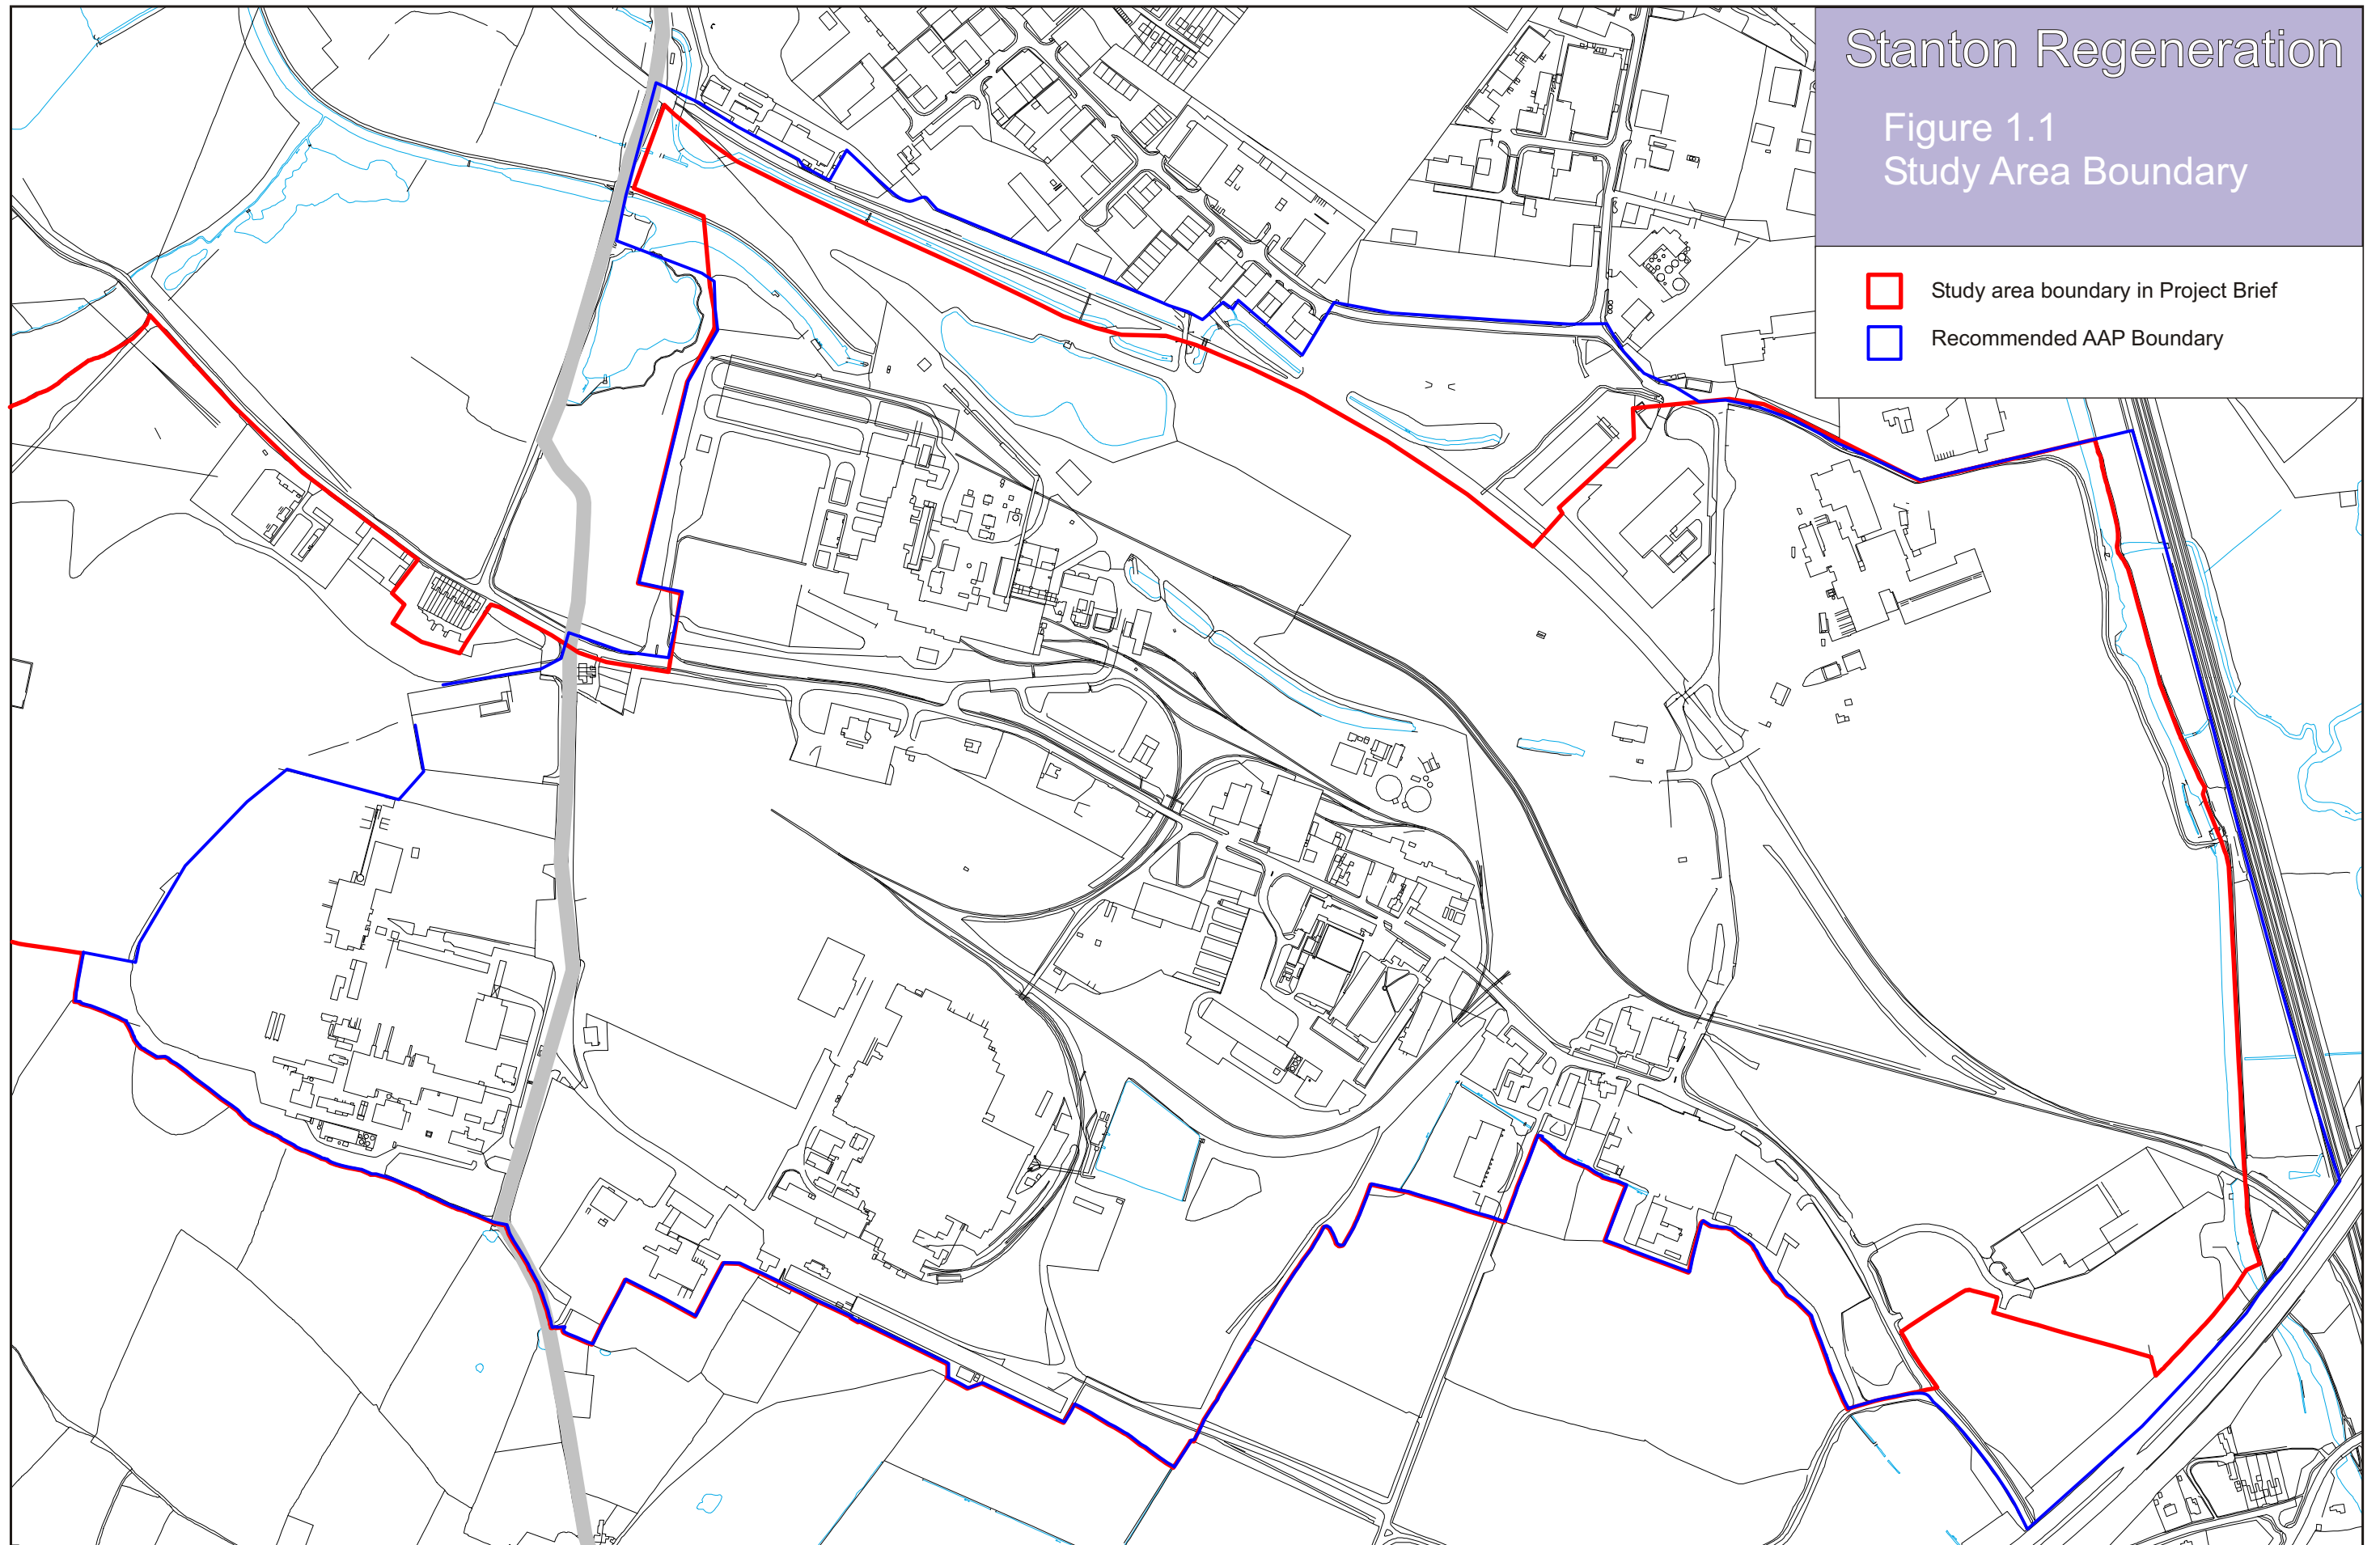 Stanton Regeneration
Figure 1.1
Study Area Boundary
Study area boundary in Project Brief
Recommended AAP Boundary